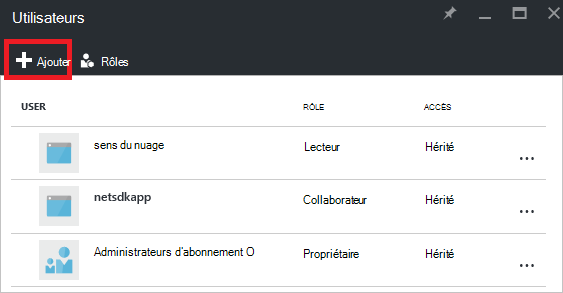 Utilisateurs
Ajouter Rôles
USER RÔLE ACCÈS
sens du nuage Lecteur Hérité ...
netsdkapp Collaborateur Hérité ...
Administrateurs d'abonnement O Propriétaire Hérité ...